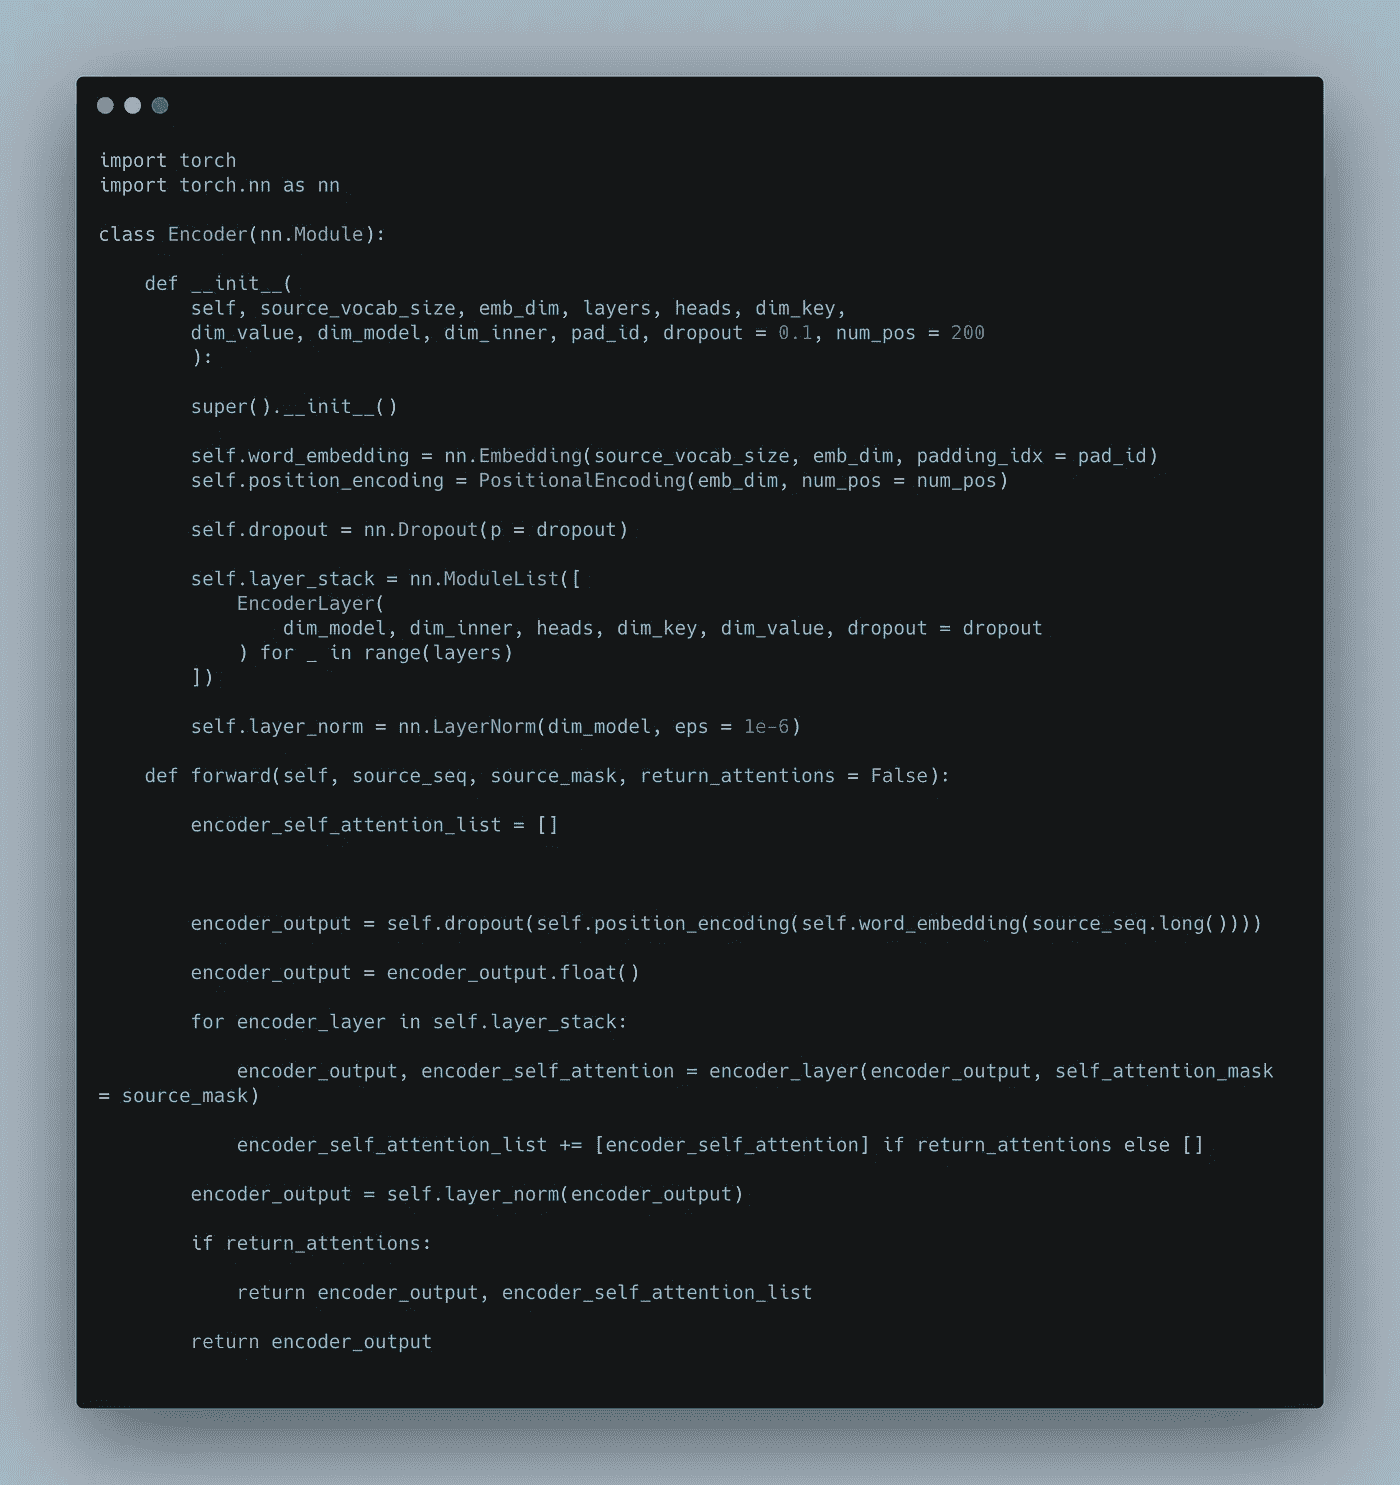 import torch
import torch.nn as nn
class Encoder(nn.Module):
def __init__(
self, source_vocab_size, emb_dim, layers, heads, dim_key,
dim_value, dim_model, dim_inner, pad_id, dropout = 0.1, num_pos = 200
):
super().__init__()
self.word_embedding = nn.Embedding(source_vocab_size, emb_dim, padding_idx = pad_id)
self.position_encoding = PositionalEncoding(emb_dim, num_pos = num_pos)
self.dropout = nn.Dropout(p = dropout)
self.layer_stack = nn.ModuleList([
EncoderLayer(
dim_model, dim_inner, heads, dim_key, dim_value, dropout = dropout
) for _ in range(layers)
])
self.layer_norm = nn.LayerNorm(dim_model, eps = 1e-6)
def forward(self, source_seq, source_mask, return_attentions = False):
encoder_self_attention_list = []
encoder_output = self.dropout(self.position_encoding(self.word_embedding(source_seq.long())))
encoder_output = encoder_output.float()
for encoder_layer in self.layer_stack:
encoder_output, encoder_self_attention = encoder_layer(encoder_output, self_attention_mask
= source_mask)
encoder_self_attention_list += [encoder_self_attention] if return_attentions else []
encoder_output = self.layer_norm(encoder_output)
if return_attentions:
return encoder_output, encoder_self_attention_list
return encoder_output